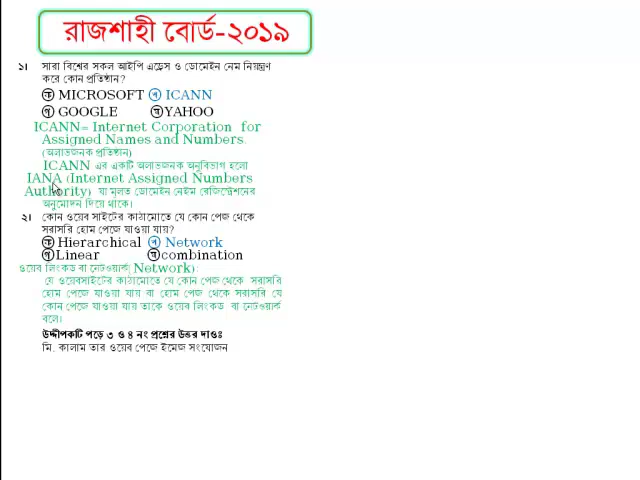 রাজশাহী বোর্ড-২০১৯
১। সারা বিশ্বের সকল আইপি এড্রেস ও ডোমেইন নেম নিয়ন্ত্রণ
করে কোন প্রতিষ্ঠান?
ⓚ MICROSOFT ⓚ ICANN
ⓖ GOOGLE ⓖ YAHOO
ICANN= Internet Corporation for
Assigned Names and Numbers.
(অলাভজনক প্রতিষ্ঠান)
ICANN এর একটি অলাভজনক অনুবিভাগ হলো
IANA (Internet Assigned Numbers
Authority) যা মূলত ডোমেইন নেইম রেজিস্ট্রেশনের
অনুমোদন দিয়ে থাকে।
২। কোন ওয়েব সাইটের কাঠামোতে যে কোন পেজ থেকে
সরাসরি হোম পেজে যাওয়া যায়?
ক Hierarchical খ Network
গ Linear ঘ combination
ওয়েব লিংকড বা নেটওয়ার্ক( Network):
যে ওয়েবসাইটের কাঠামোতে যে কোন পেজ থেকে সরাসরি
হোম পেজে যাওয়া যায় বা হোম পেজ থেকে সরাসরি যে
কোন পেজে যাওয়া যায় তাকে ওয়েব লিংকড বা নেটওয়ার্ক
বলে।
উদ্দীপকটি পড়ে ৩ ও ৪ নং প্রশ্নের উত্তর দাওঃ
মি. কালাম তার ওয়েব পেজে ইমেজ সংযোজন